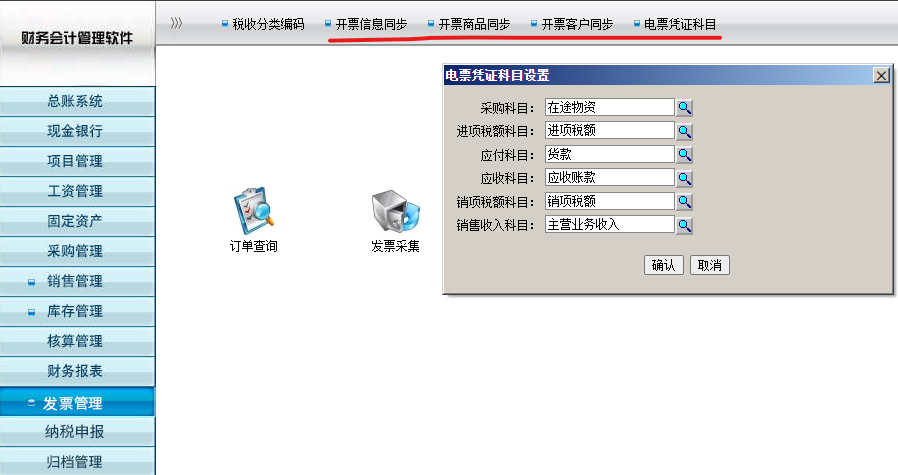 财务会计管理软件
税收分类编码 开票信息同步 开票商品同步 开票客户同步 电票凭证科目
总账系统
现金银行
项目管理
工资管理
固定资产
采购管理
销售管理
库存管理
核算管理
财务报表
发票管理
纳税申报
归档管理
订单查询
发票采集
电票凭证科目设置
采购科目： 在途物资
进项税额科目： 进项税额
应付科目： 货款
应收科目： 应收账款
销项税额科目： 销项税额
销售收入科目： 主营业务收入
确认 取消